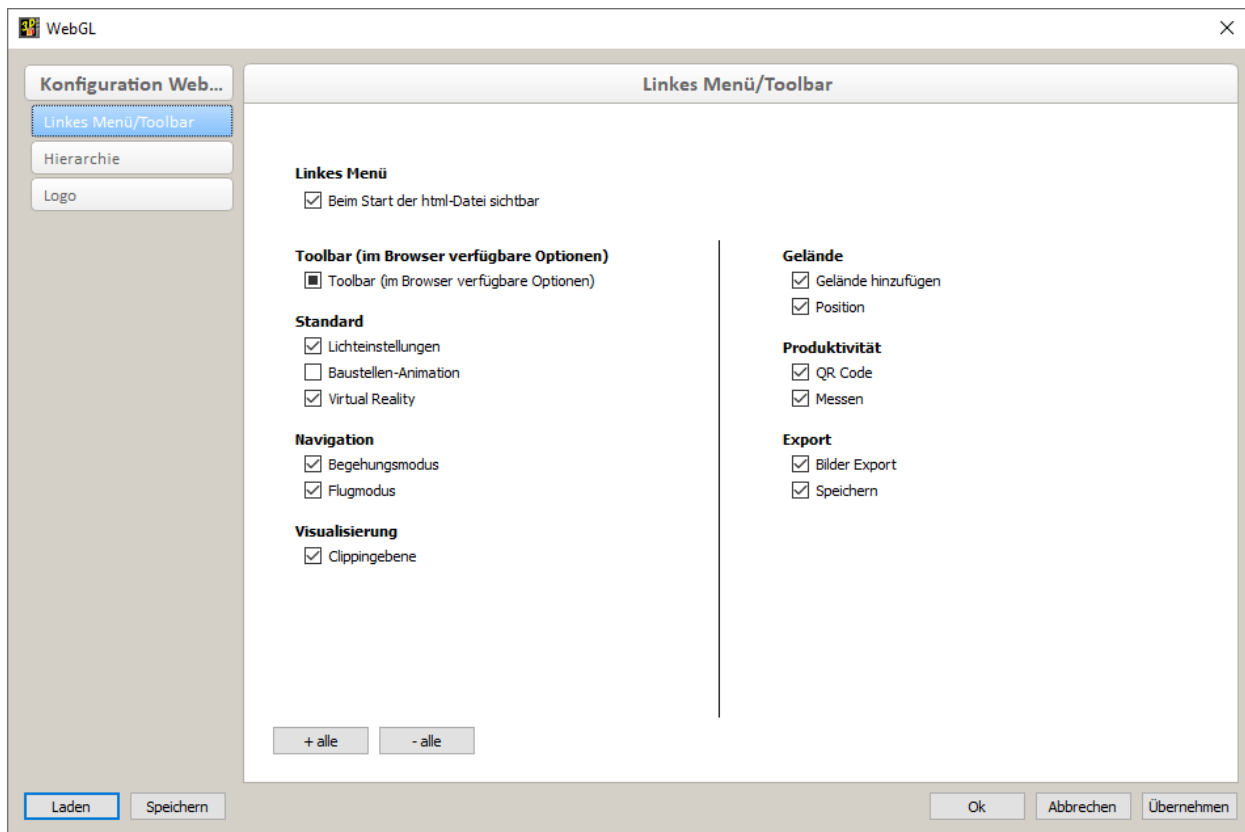 WebGL
Konfiguration Web...
Linkes Menü/Toolbar
Hierarchie
Logo
Linkes Menü/Toolbar
Linkes Menü
Beim Start der html-Datei sichtbar
Toolbar (im Browser verfügbare Optionen)
Toolbar (im Browser verfügbare Optionen)
Standard
Lichteinstellungen
Baustellen-Animation
Virtual Reality
Navigation
Begehungsmodus
Flugmodus
Visualisierung
Clippingebene
Gelände
Gelände hinzufügen
Position
Produktivität
QR Code
Messen
Export
Bilder Export
Speichern
+ alle
- alle
Laden
Speichern
Ok
Abbrechen
Übernehmen